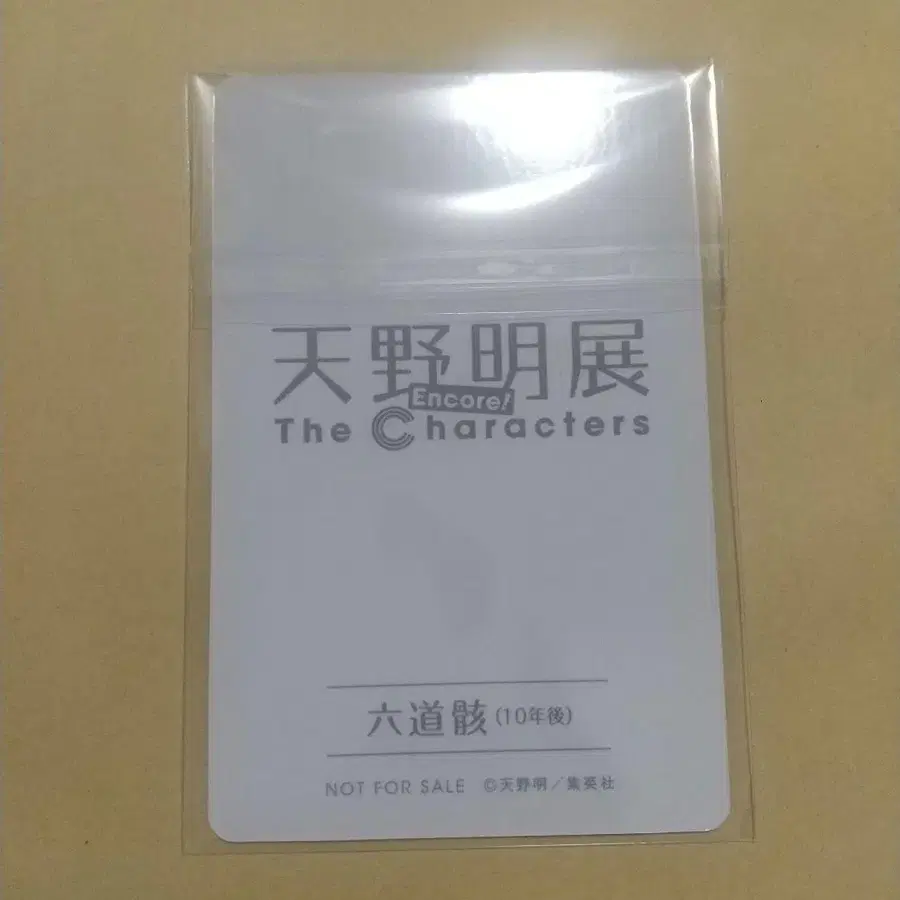 天野明展
Encore!
The Characters
六道骸(10年後)
NOT FOR SALE ©天野明/集英社